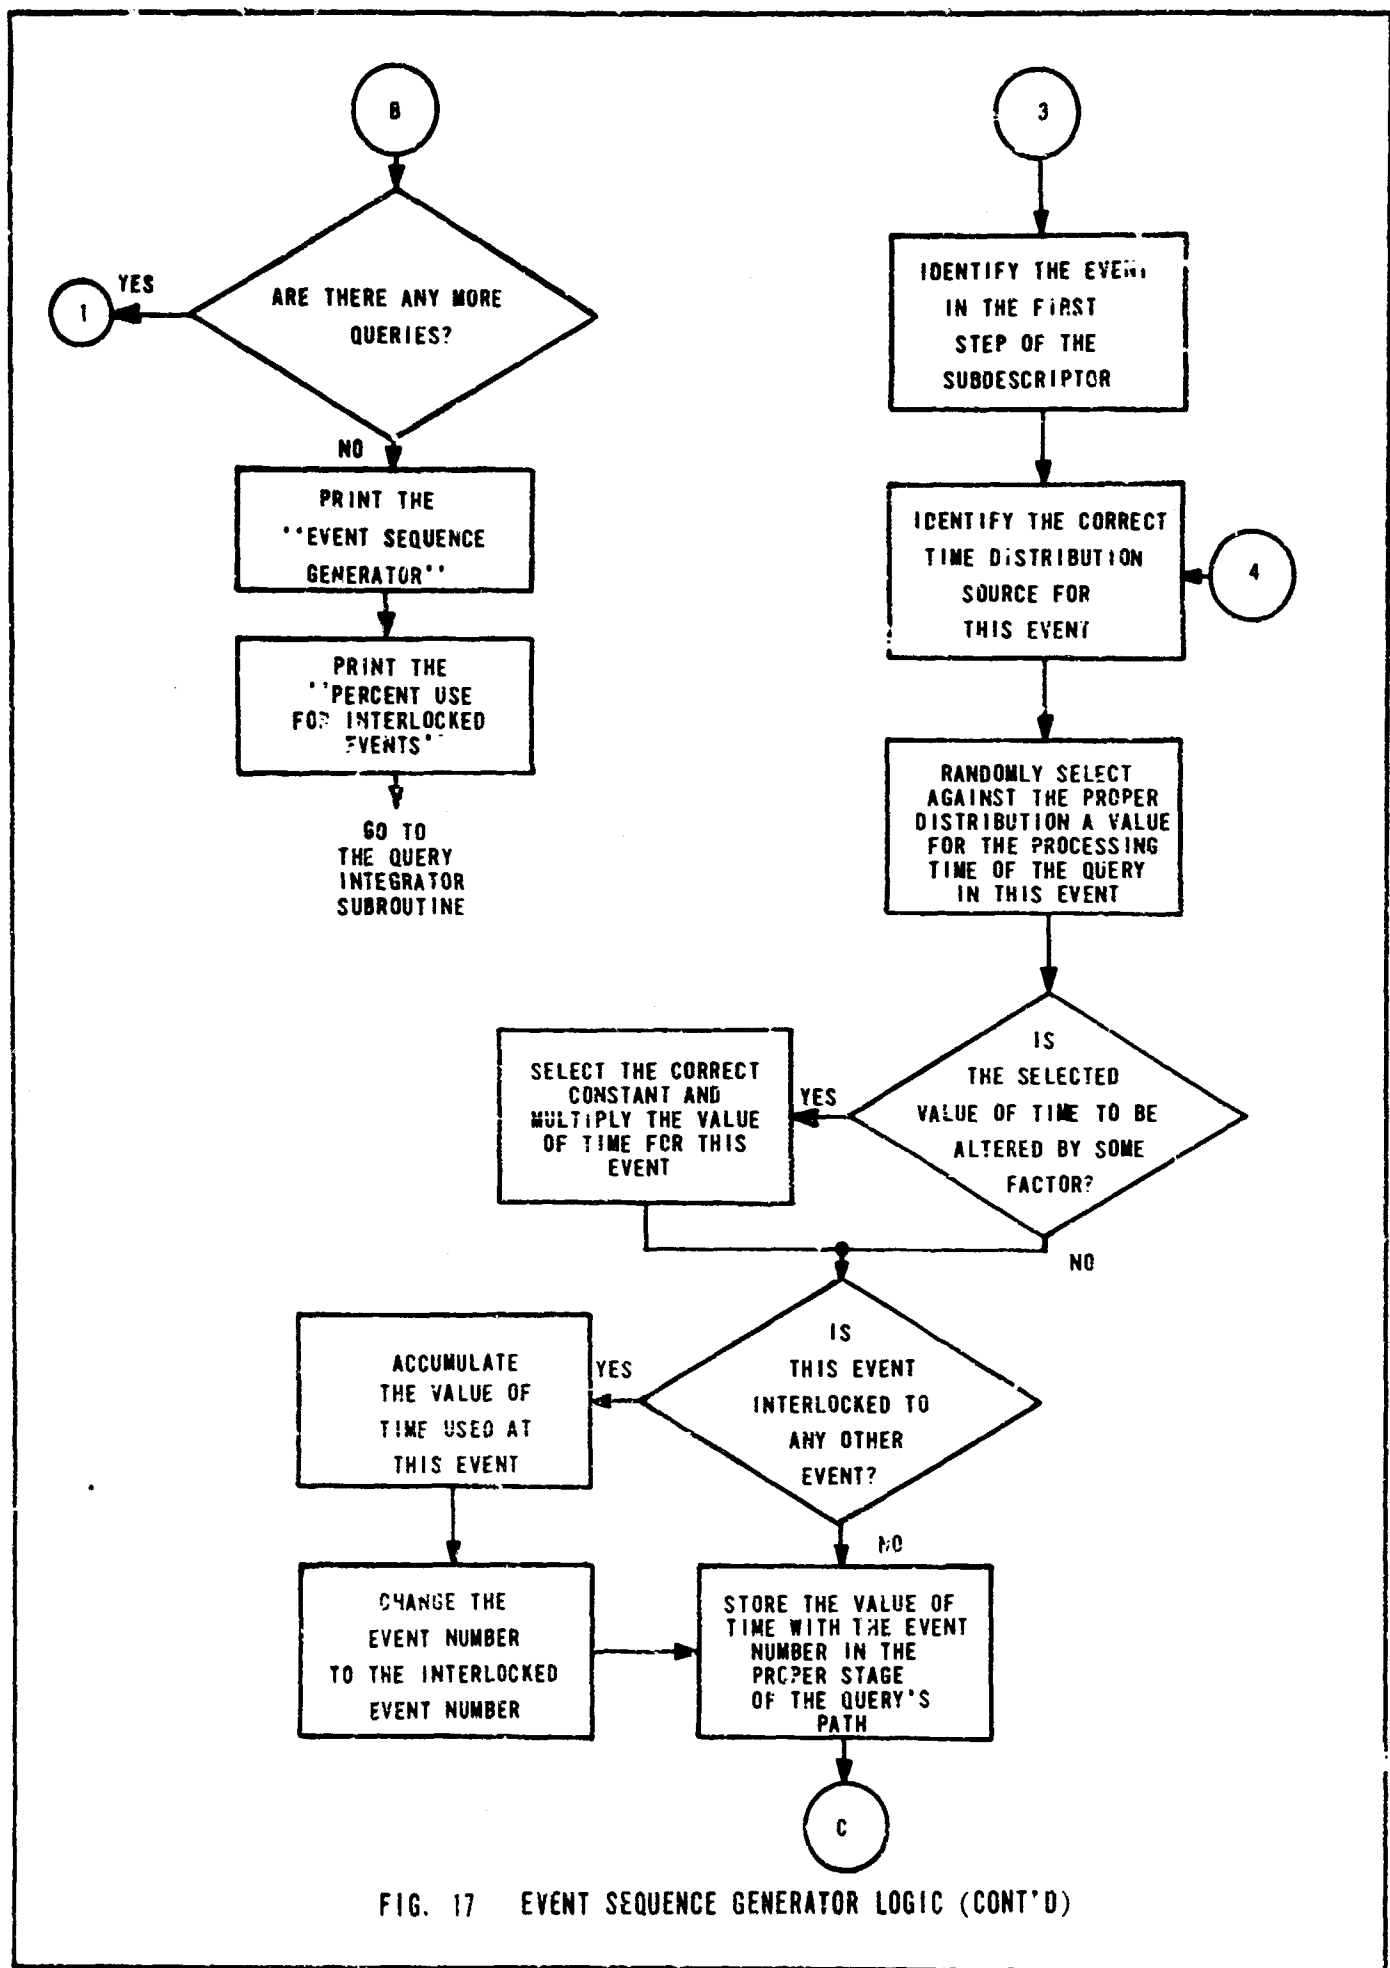 B
ARE THERE ANY MORE
QUERIES?
YES
1
NO
PRINT THE
''EVENT SEQUENCE
GENERATOR''
PRINT THE
''PERCENT USE
FOR INTERLOCKED
EVENTS''
GO TO
THE QUERY
INTEGRATOR
SUBROUTINE
3
IDENTIFY THE EVENT
IN THE FIRST
STEP OF THE
SUBDESCRIPTOR
IDENTIFY THE CORRECT
TIME DISTRIBUTION
SOURCE FOR
THIS EVENT
4
RANDOMLY SELECT
AGAINST THE PROPER
DISTRIBUTION A VALUE
FOR THE PROCESSING
TIME OF THE QUERY
IN THIS EVENT
IS
THE SELECTED
VALUE OF TIME TO BE
ALTERED BY SOME
FACTOR?
YES
SELECT THE CORRECT
CONSTANT AND
MULTIPLY THE VALUE
OF TIME FOR THIS
EVENT
NO
IS
THIS EVENT
INTERLOCKED TO
ANY OTHER
EVENT?
YES
ACCUMULATE
THE VALUE OF
TIME USED AT
THIS EVENT
CHANGE THE
EVENT NUMBER
TO THE INTERLOCKED
EVENT NUMBER
NO
STORE THE VALUE OF
TIME WITH THE EVENT
NUMBER IN THE
PROPER STAGE
OF THE QUERY'S
PATH
C
FIG. 17 EVENT SEQUENCE GENERATOR LOGIC (CONT'D)